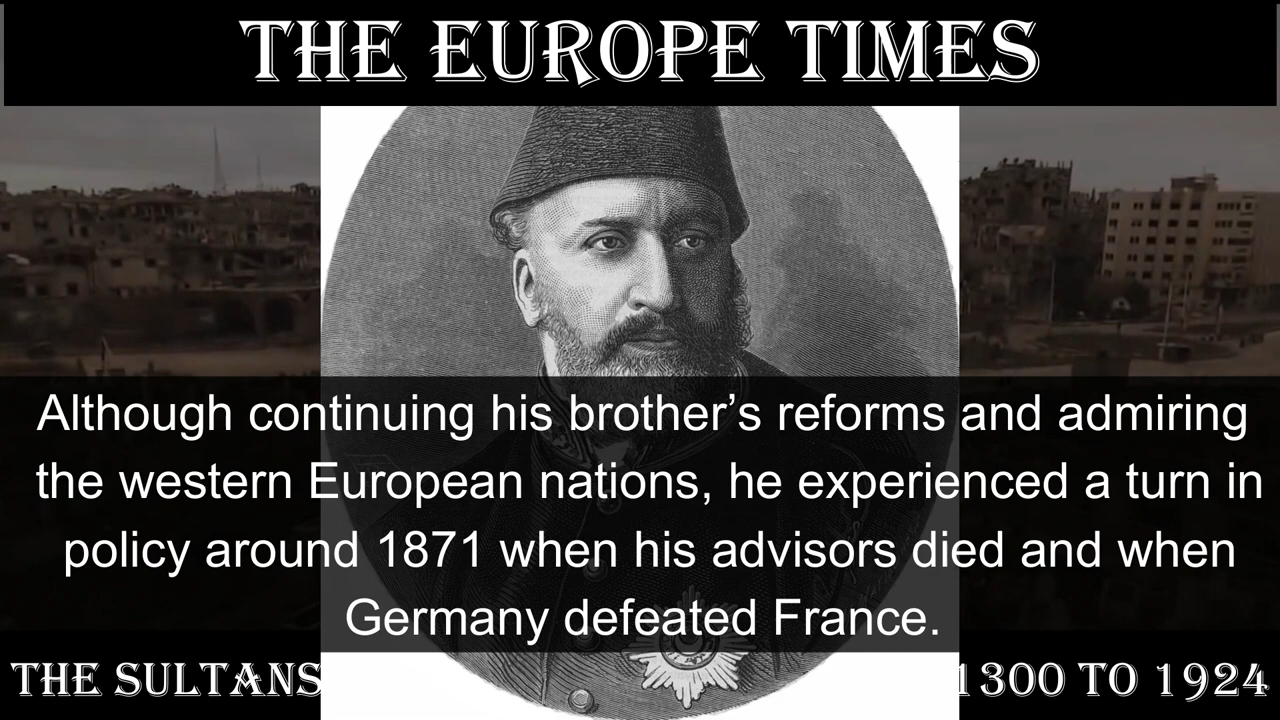 THE EUROPE TIMES
Although continuing his brother’s reforms and admiring
the western European nations, he experienced a turn in
policy around 1871 when his advisors died and when
Germany defeated France.
THE SULTANS 1300 TO 1924